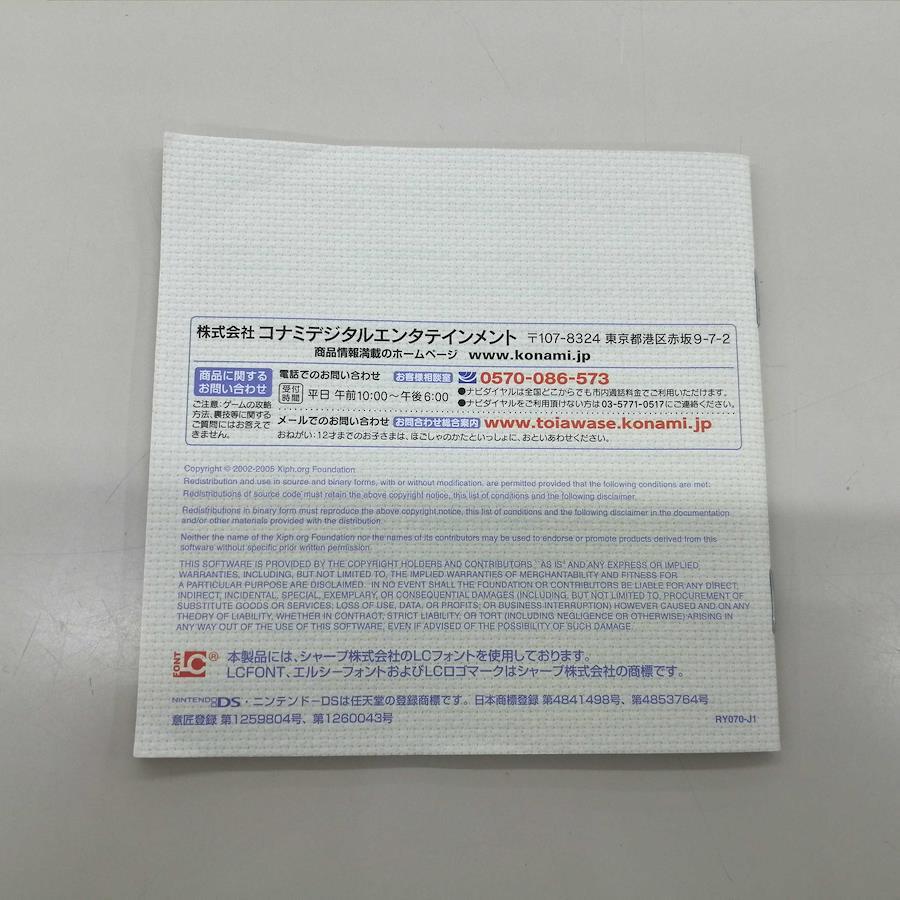 株式会社 コナミデジタルエンタテインメント 〒107-8324 東京都港区赤坂9-7-2
商品情報満載のホームページ www.konami.jp
商品に関する
お問い合わせ
ご注意:ゲームの攻略
方法、裏技等に関する
ご質問にはお答えで
きません。
電話でのお問い合わせ お客様相談室 0570-086-573
受付時間 平日 午前10:00～午後6:00
●ナビダイヤルは全国どこからでも市内通話料金でご利用いただけます。
●ナビダイヤルをご利用頂けない方は 03-5771-0517にご連絡ください。
メールでのお問い合わせ お問合わせ総合案内 www.toiawase.konami.jp
おねがい:12才までのお子さまは、ほごしゃのかたといっしょに、おといあわせください。
Copyright © 2002-2005 Xiph.org Foundation
Redistribution and use in source and binary forms, with or without modification, are permitted provided that the following conditions are met:
Redistributions of source code must retain the above copyright notice, this list of conditions and the following disclaimer.
Redistributions in binary form must reproduce the above copyright notice, this list of conditions and the following disclaimer in the documentation
and/or other materials provided with the distribution.
Neither the name of the Xiph.org Foundation nor the names of its contributors may be used to endorse or promote products derived from this
software without specific prior written permission.
THIS SOFTWARE IS PROVIDED BY THE COPYRIGHT HOLDERS AND CONTRIBUTORS "AS IS" AND ANY EXPRESS OR IMPLIED
WARRANTIES, INCLUDING, BUT NOT LIMITED TO, THE IMPLIED WARRANTIES OF MERCHANTABILITY AND FITNESS FOR
A PARTICULAR PURPOSE ARE DISCLAIMED. IN NO EVENT SHALL THE FOUNDATION OR CONTRIBUTORS BE LIABLE FOR ANY DIRECT,
INDIRECT, INCIDENTAL, SPECIAL, EXEMPLARY, OR CONSEQUENTIAL DAMAGES (INCLUDING, BUT NOT LIMITED TO, PROCUREMENT OF
SUBSTITUTE GOODS OR SERVICES; LOSS OF USE, DATA, OR PROFITS; OR BUSINESS INTERRUPTION) HOWEVER CAUSED AND ON ANY
THEORY OF LIABILITY, WHETHER IN CONTRACT, STRICT LIABILITY, OR TORT (INCLUDING NEGLIGENCE OR OTHERWISE) ARISING IN
ANY WAY OUT OF THE USE OF THIS SOFTWARE, EVEN IF ADVISED OF THE POSSIBILITY OF SUCH DAMAGE.
LC FONT ® 本製品には、シャープ株式会社のLCフォントを使用しております。
LCFONT、エルシーフォントおよびLCロゴマークはシャープ株式会社の商標です。
NINTENDO DS・ニンテンドーDSは任天堂の登録商標です。日本商標登録 第4841498号、第4853764号
意匠登録 第1259804号、第1260043号
RY070-J1